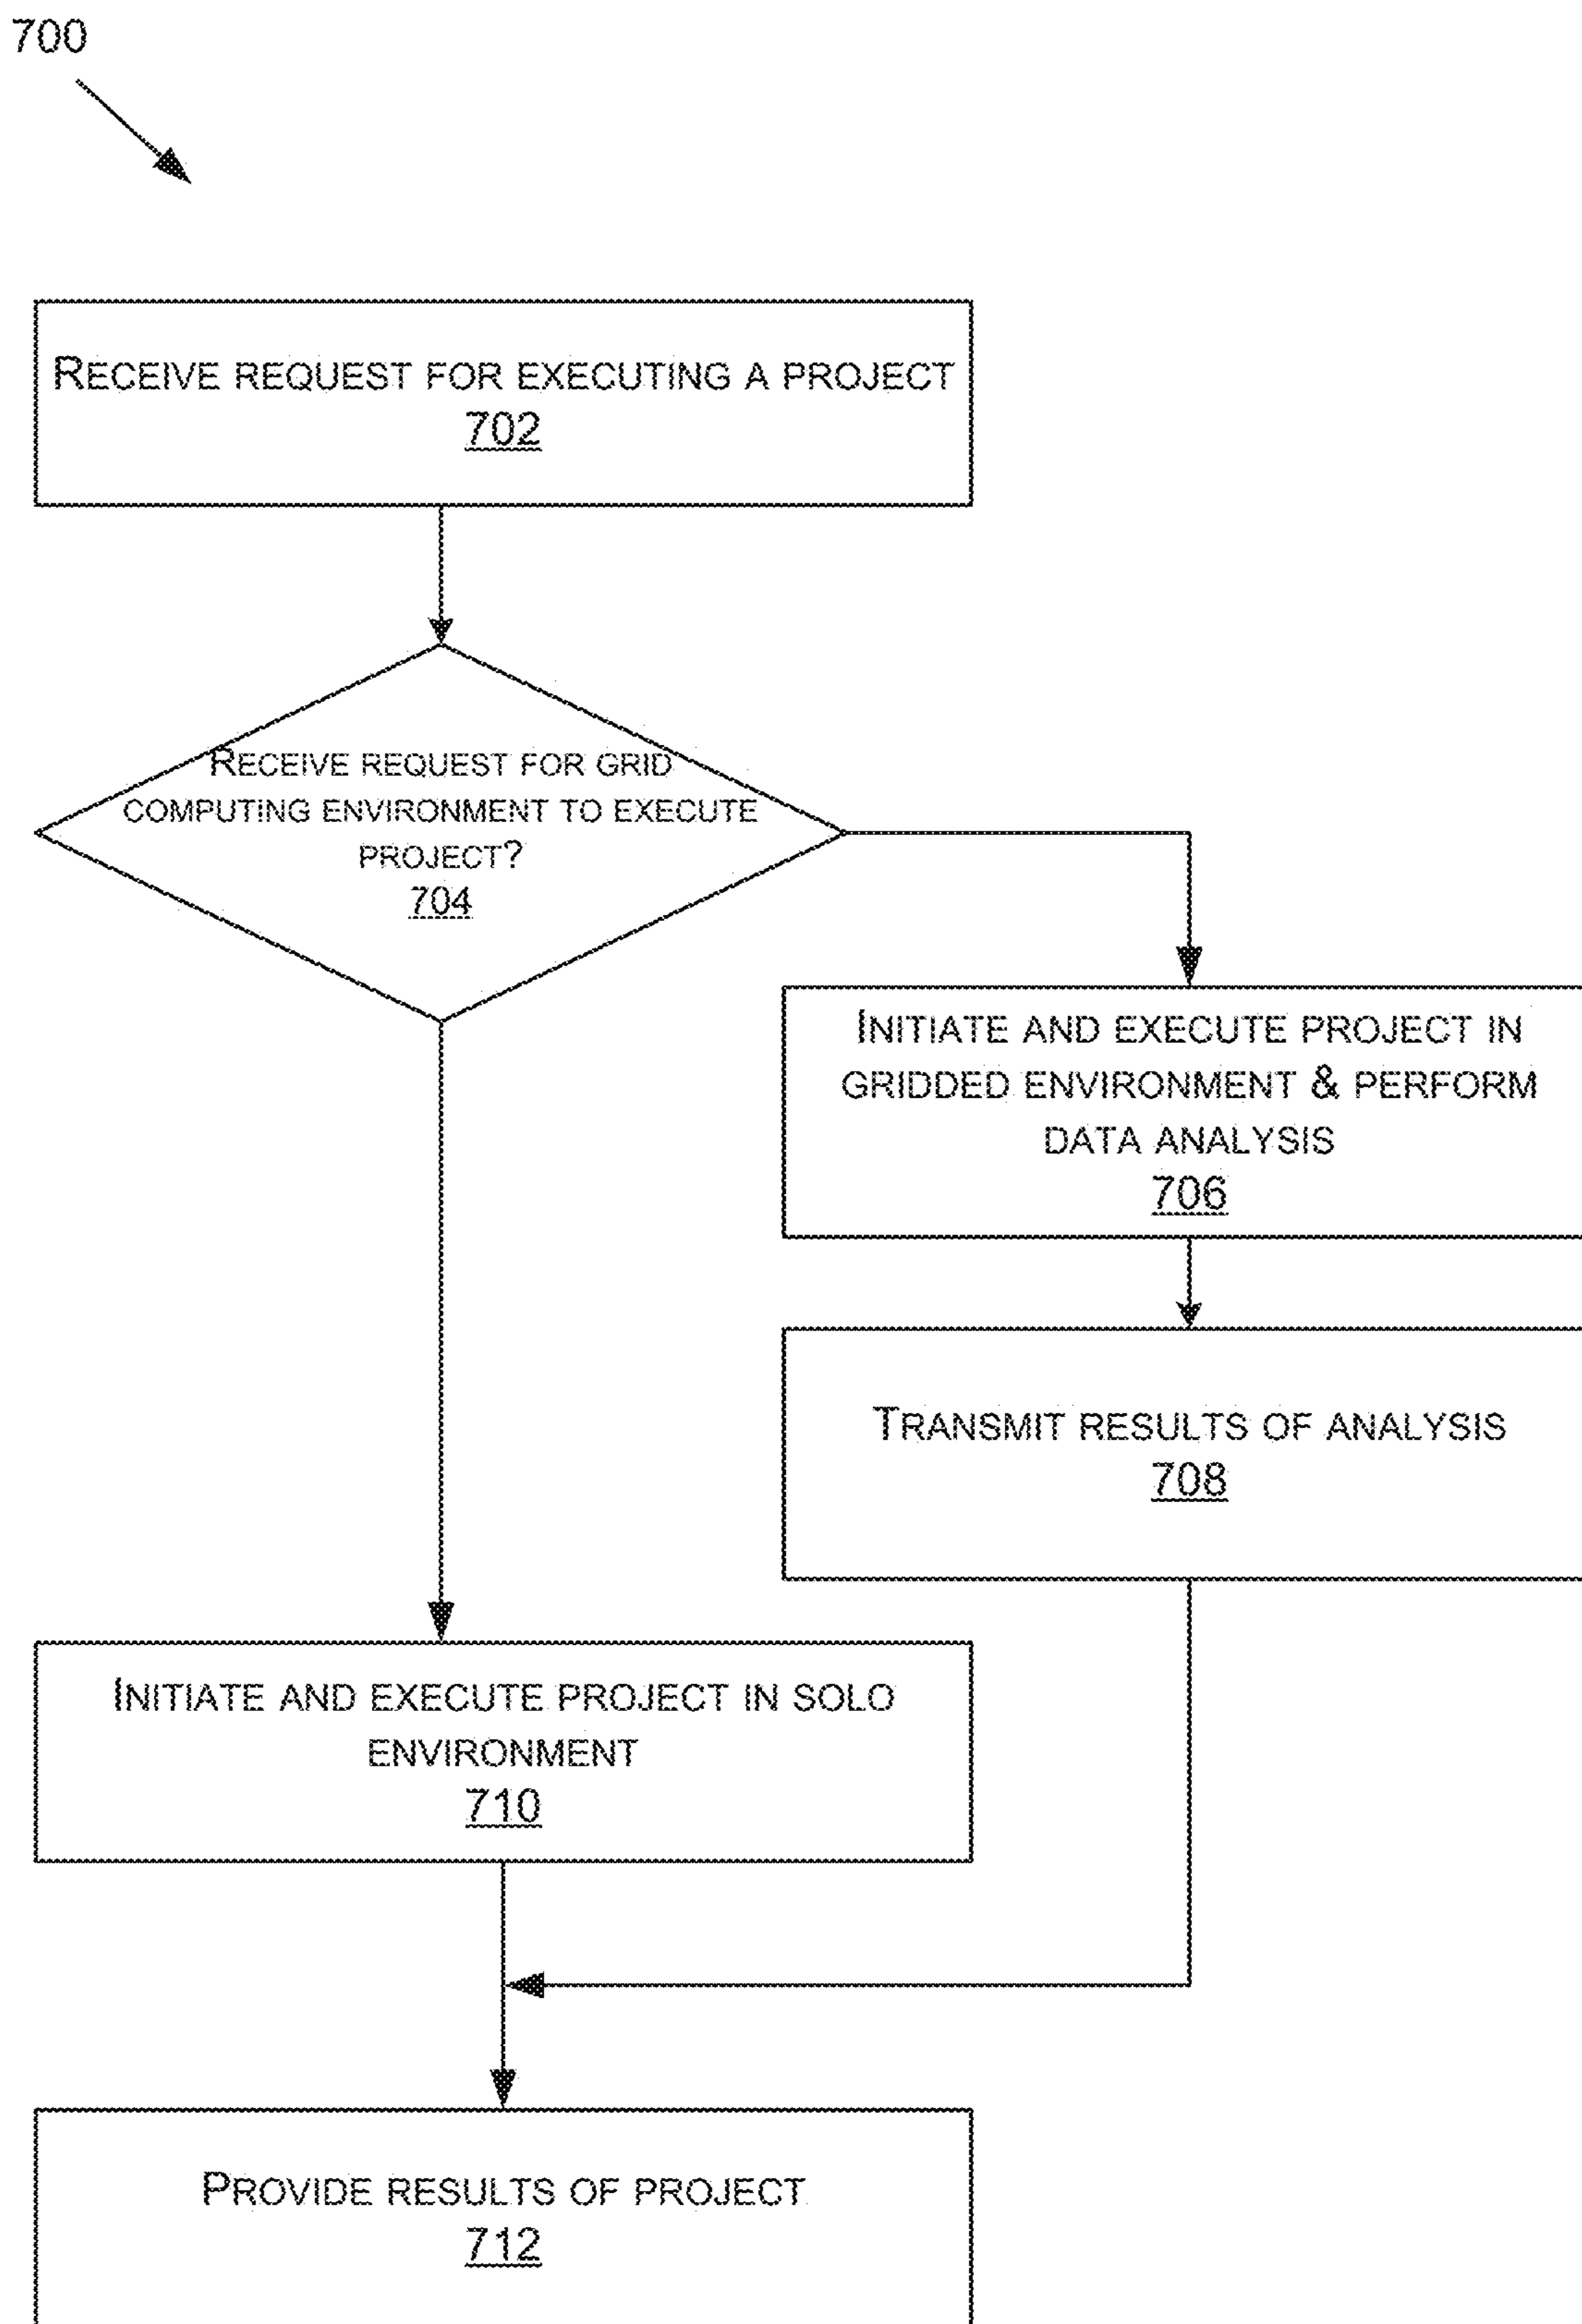 700
RECEIVE REQUEST FOR EXECUTING A PROJECT
702
RECEIVE REQUEST FOR GRID
COMPUTING ENVIRONMENT TO EXECUTE
PROJECT?
704
INITIATE AND EXECUTE PROJECT IN
GRIDDED ENVIRONMENT & PERFORM
DATA ANALYSIS
706
TRANSMIT RESULTS OF ANALYSIS
708
INITIATE AND EXECUTE PROJECT IN SOLO
ENVIRONMENT
710
PROVIDE RESULTS OF PROJECT
712